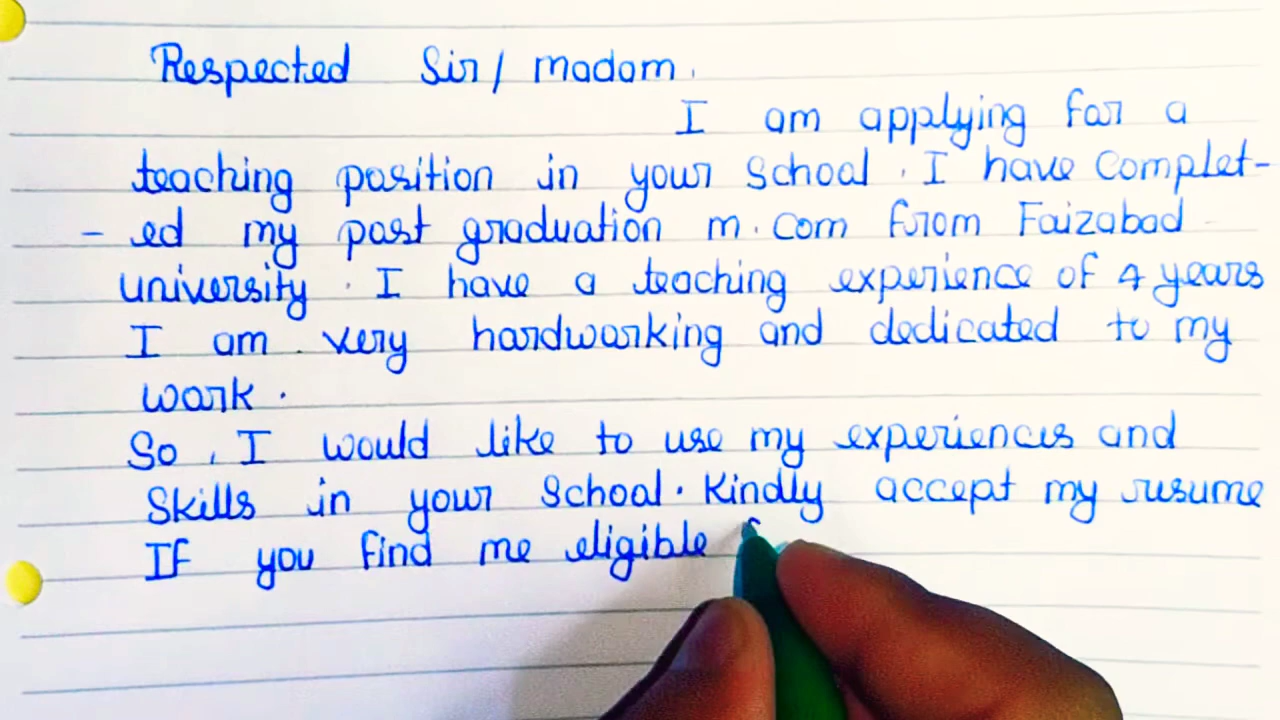 Respected Sir/ madam.
I am applying for a
teaching position in your School. I have Complet-
- ed my post graduation m.com from Faizabad
university. I have a teaching experience of 4 years
I am very hardworking and dedicated to my
work.
So, I would like to use my experiences and
Skills in your School. Kindly accept my resume
If you find me eligible